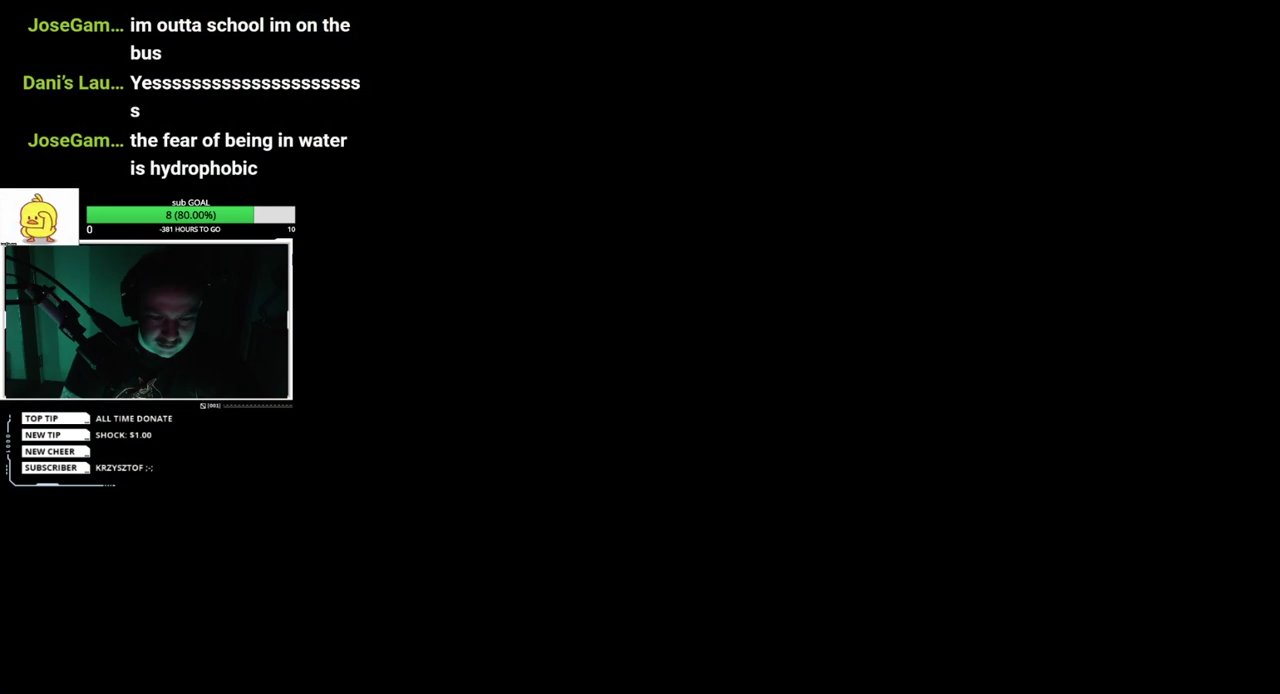 JoseGam… im outta school im on the
bus
Dani’s Lau… Yesssssssssssssssssssss
s
JoseGam… the fear of being in water
is hydrophobic
sub GOAL
8 (80.00%)
0 -381 HOURS TO GO 10
[001]
TOP TIP ALL TIME DONATE
NEW TIP SHOCK: $1.00
NEW CHEER
SUBSCRIBER KRZYSZTOF ;-;